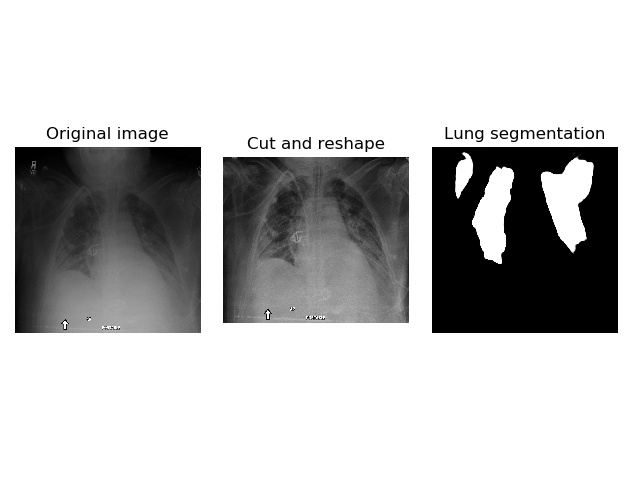 Original image
Cut and reshape
Lung segmentation